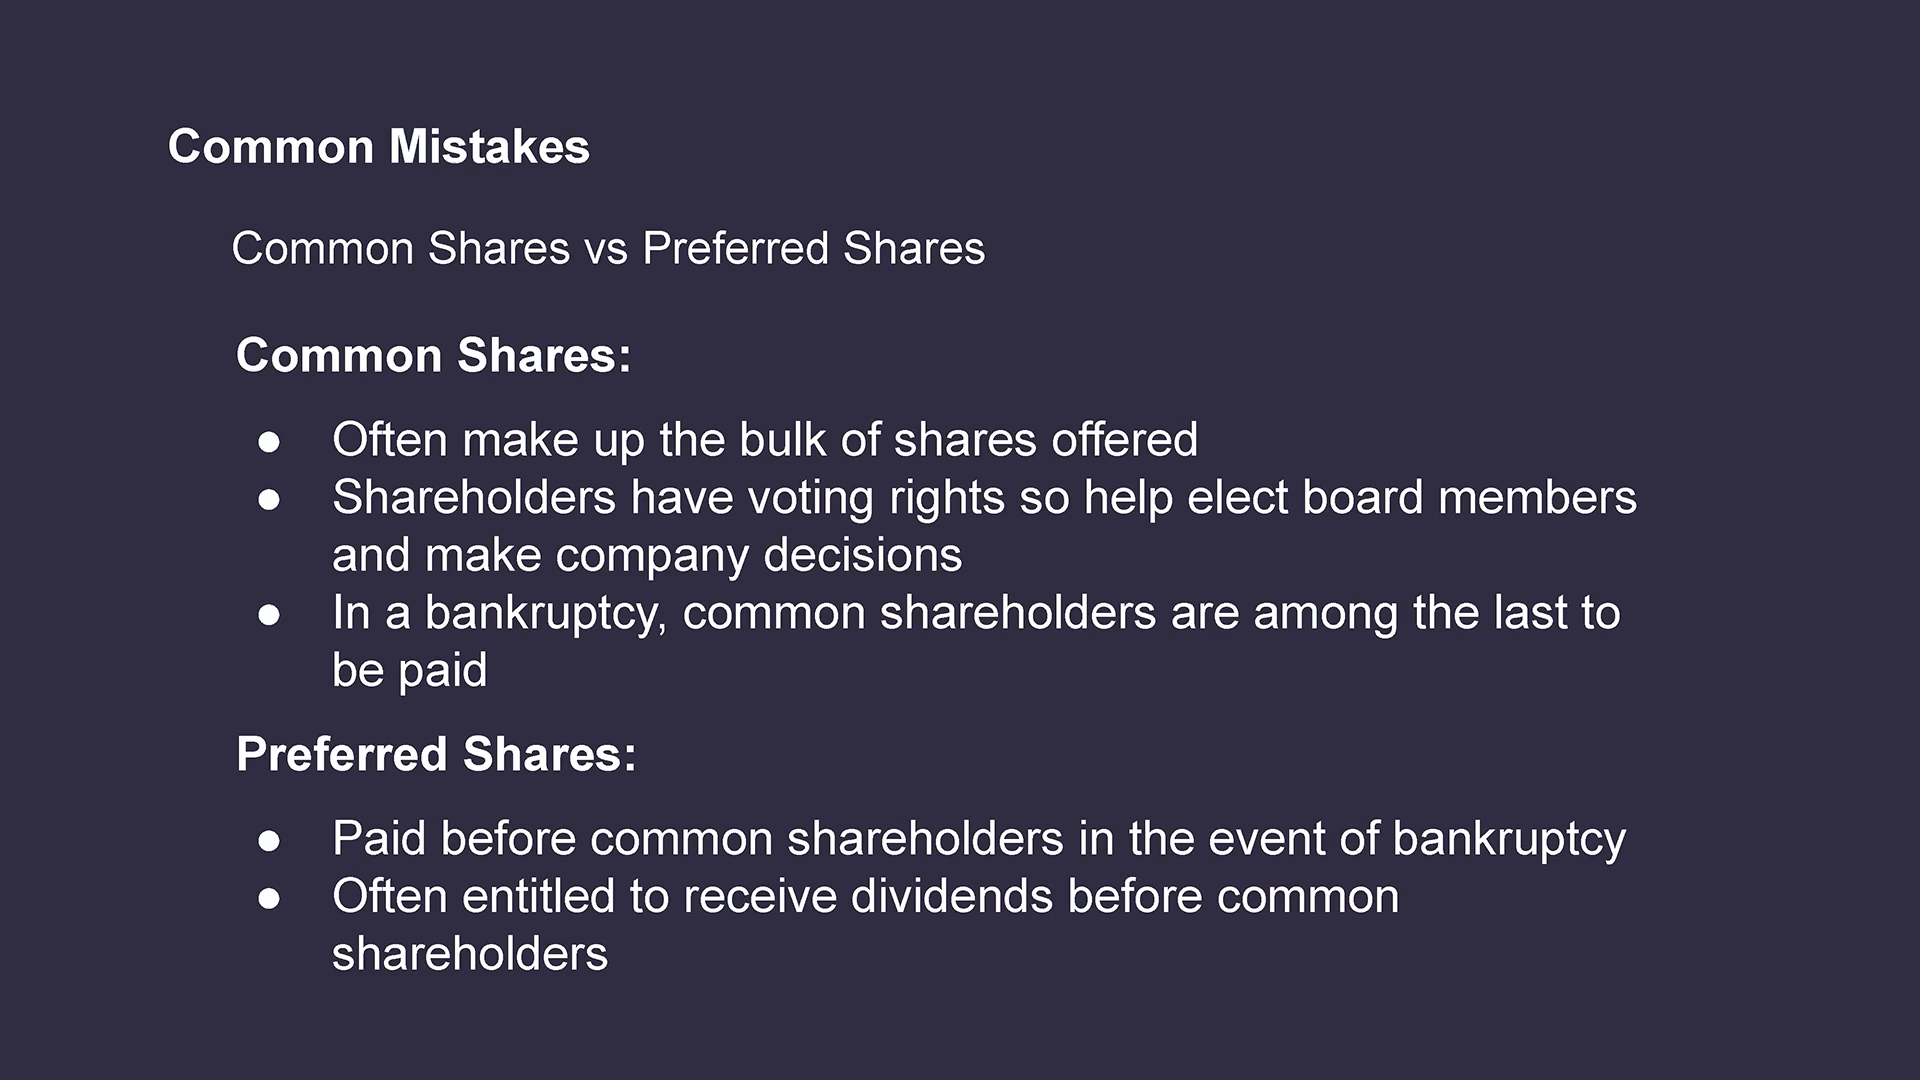 Common Mistakes
Common Shares vs Preferred Shares
Common Shares:
● Often make up the bulk of shares offered
● Shareholders have voting rights so help elect board members
and make company decisions
● In a bankruptcy, common shareholders are among the last to
be paid
Preferred Shares:
● Paid before common shareholders in the event of bankruptcy
● Often entitled to receive dividends before common
shareholders